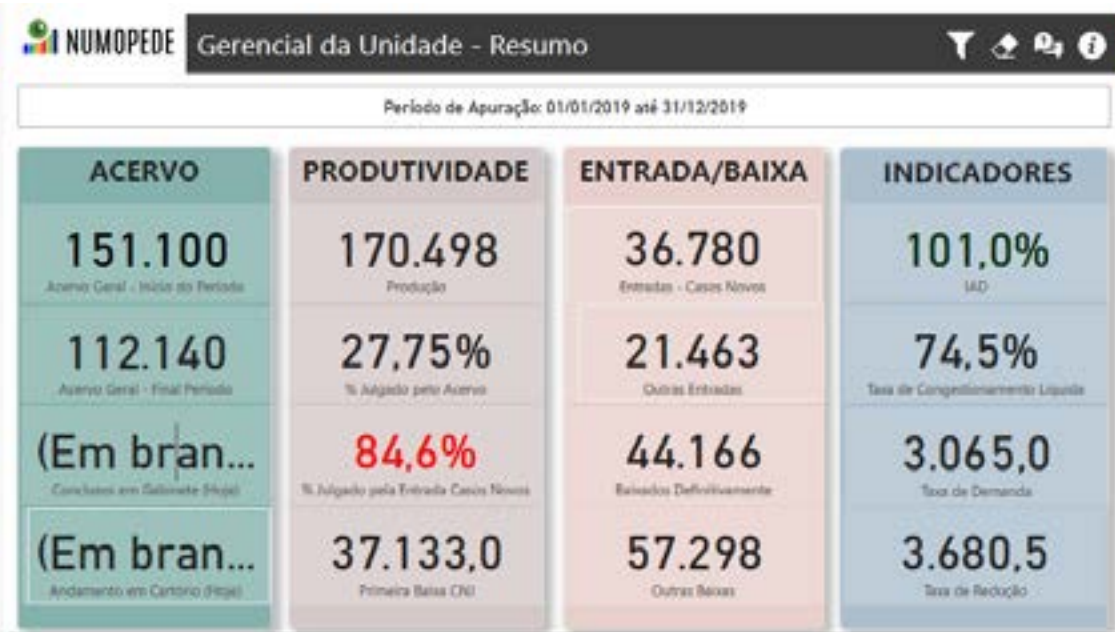 NUMOPEDE
Gerencial da Unidade - Resumo
Período de Apuração: 01/01/2019 até 31/12/2019
ACERVO
151.100
Acervo Geral - Início do Período
112.140
Acervo Geral - Final Período
(Em bran...
Conclusos em Gabinete (Hoje)
(Em bran...
Andamento em Cartório (Hoje)
PRODUTIVIDADE
170.498
Produção
27,75%
% Julgado pelo Acervo
84,6%
% Julgado pela Entrada Casos Novos
37.133,0
Primeira Baixa CNJ
ENTRADA/BAIXA
36.780
Entradas - Casos Novos
21.463
Outras Entradas
44.166
Baixados Definitivamente
57.298
Outras Baixas
INDICADORES
101,0%
IAD
74,5%
Taxa de Congestionamento Líquida
3.065,0
Taxa de Demanda
3.680,5
Taxa de Redução